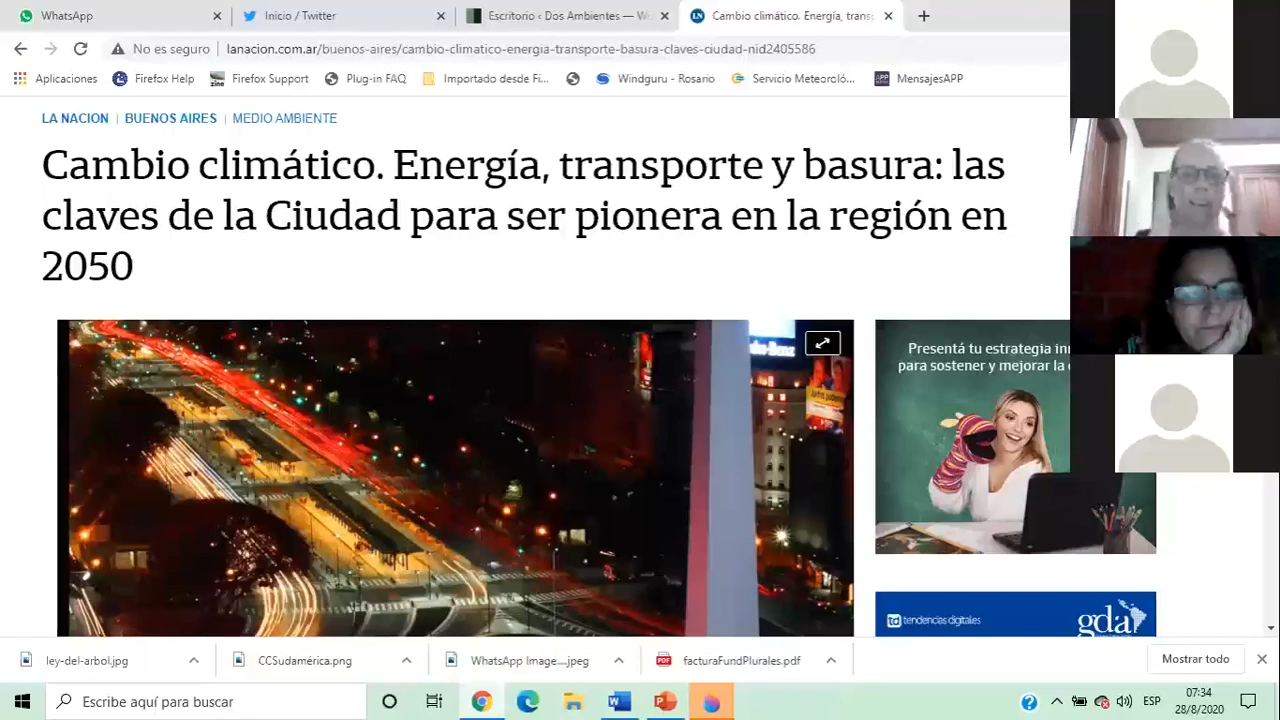 WhatsApp
Inicio / Twitter
Escritorio ‹ Dos Ambientes — W
Cambio climático. Energía, trans
No es seguro
lanacion.com.ar/buenos-aires/cambio-climatico-energia-transporte-basura-claves-ciudad-nid2405586
Aplicaciones
Firefox Help
Firefox Support
Plug-in FAQ
Importado desde Fi...
Windguru - Rosario
Servicio Meteoroló...
MensajesAPP
LA NACION | BUENOS AIRES | MEDIO AMBIENTE
Cambio climático. Energía, transporte y basura: las
claves de la Ciudad para ser pionera en la región en
2050
Presentá tu estrategia
para sostener y mejorar la
tendencias digitales
gda
ley-del-arbol.jpg
CCSudamérica.png
WhatsApp Image....jpeg
PDF
facturaFundPlurales.pdf
Mostrar todo
Escribe aquí para buscar
ESP
07:34
28/8/2020